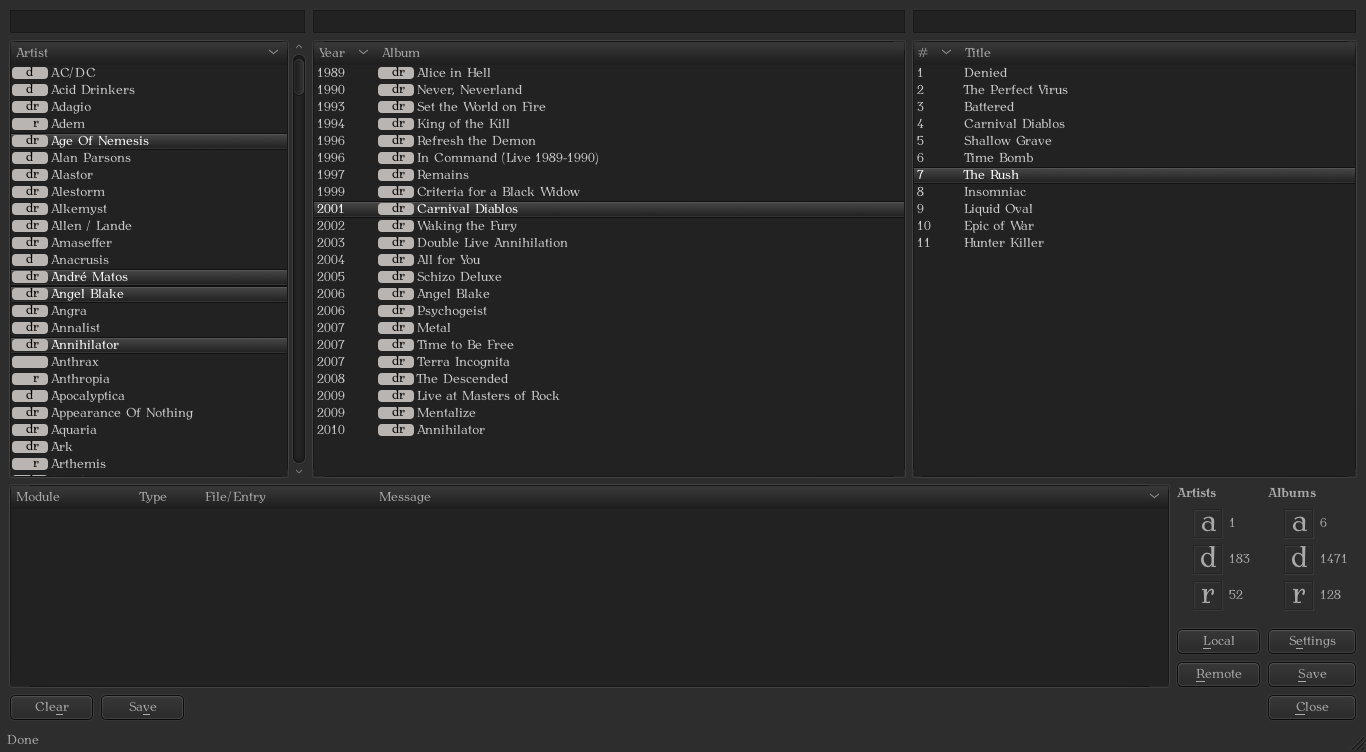 Artist
d AC/DC
d Acid Drinkers
dr Adagio
r Adem
dr Age Of Nemesis
d Alan Parsons
dr Alastor
dr Alestorm
dr Alkemyst
dr Allen / Lande
dr Amaseffer
d Anacrusis
dr André Matos
dr Angel Blake
dr Angra
dr Annalist
dr Annihilator
Anthrax
r Anthropia
d Apocalyptica
dr Appearance Of Nothing
dr Aquaria
dr Ark
r Arthemis
Year Album
1989 dr Alice in Hell
1990 dr Never, Neverland
1993 dr Set the World on Fire
1994 dr King of the Kill
1996 dr Refresh the Demon
1996 dr In Command (Live 1989-1990)
1997 dr Remains
1999 dr Criteria for a Black Widow
2001 dr Carnival Diablos
2002 dr Waking the Fury
2003 dr Double Live Annihilation
2004 dr All for You
2005 dr Schizo Deluxe
2006 dr Angel Blake
2006 dr Psychogeist
2007 dr Metal
2007 dr Time to Be Free
2007 dr Terra Incognita
2008 dr The Descended
2009 dr Live at Masters of Rock
2009 dr Mentalize
2010 dr Annihilator
# Title
1 Denied
2 The Perfect Virus
3 Battered
4 Carnival Diablos
5 Shallow Grave
6 Time Bomb
7 The Rush
8 Insomniac
9 Liquid Oval
10 Epic of War
11 Hunter Killer
Module Type File/Entry Message
Artists Albums
a 1 a 6
d 183 d 1471
r 52 r 128
Local Settings
Remote Save
Clear Save Close
Done